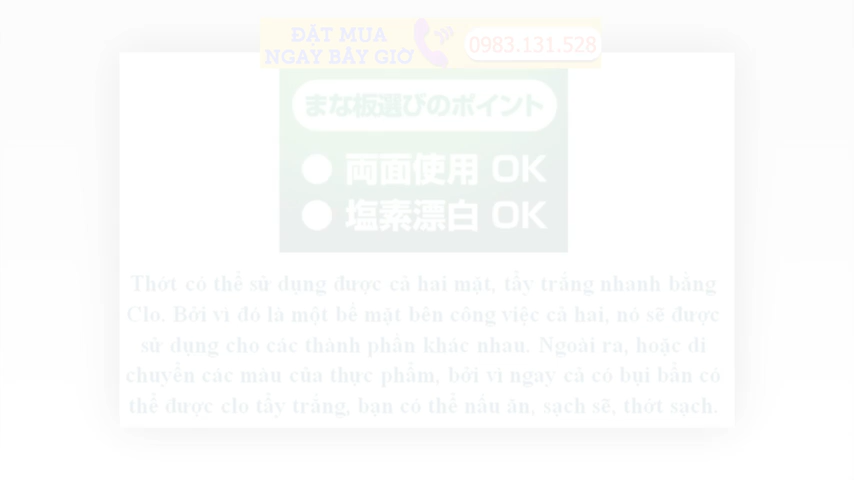 ĐẶT MUA
NGAY BÂY GIỜ
0983.131.528
まな板選びのポイント
● 両面使用 OK
● 塩素漂白 OK
Thớt có thể sử dụng được cả hai mặt, tẩy trắng nhanh bằng
Clo. Bởi vì đó là một bề mặt bên công việc cả hai, nó sẽ được
sử dụng cho các thành phần khác nhau. Ngoài ra, hoặc di
chuyển các màu của thực phẩm, bởi vì ngay cả có bụi bẩn có
thể được clo tẩy trắng, bạn có thể nấu ăn, sạch sẽ, thớt sạch.